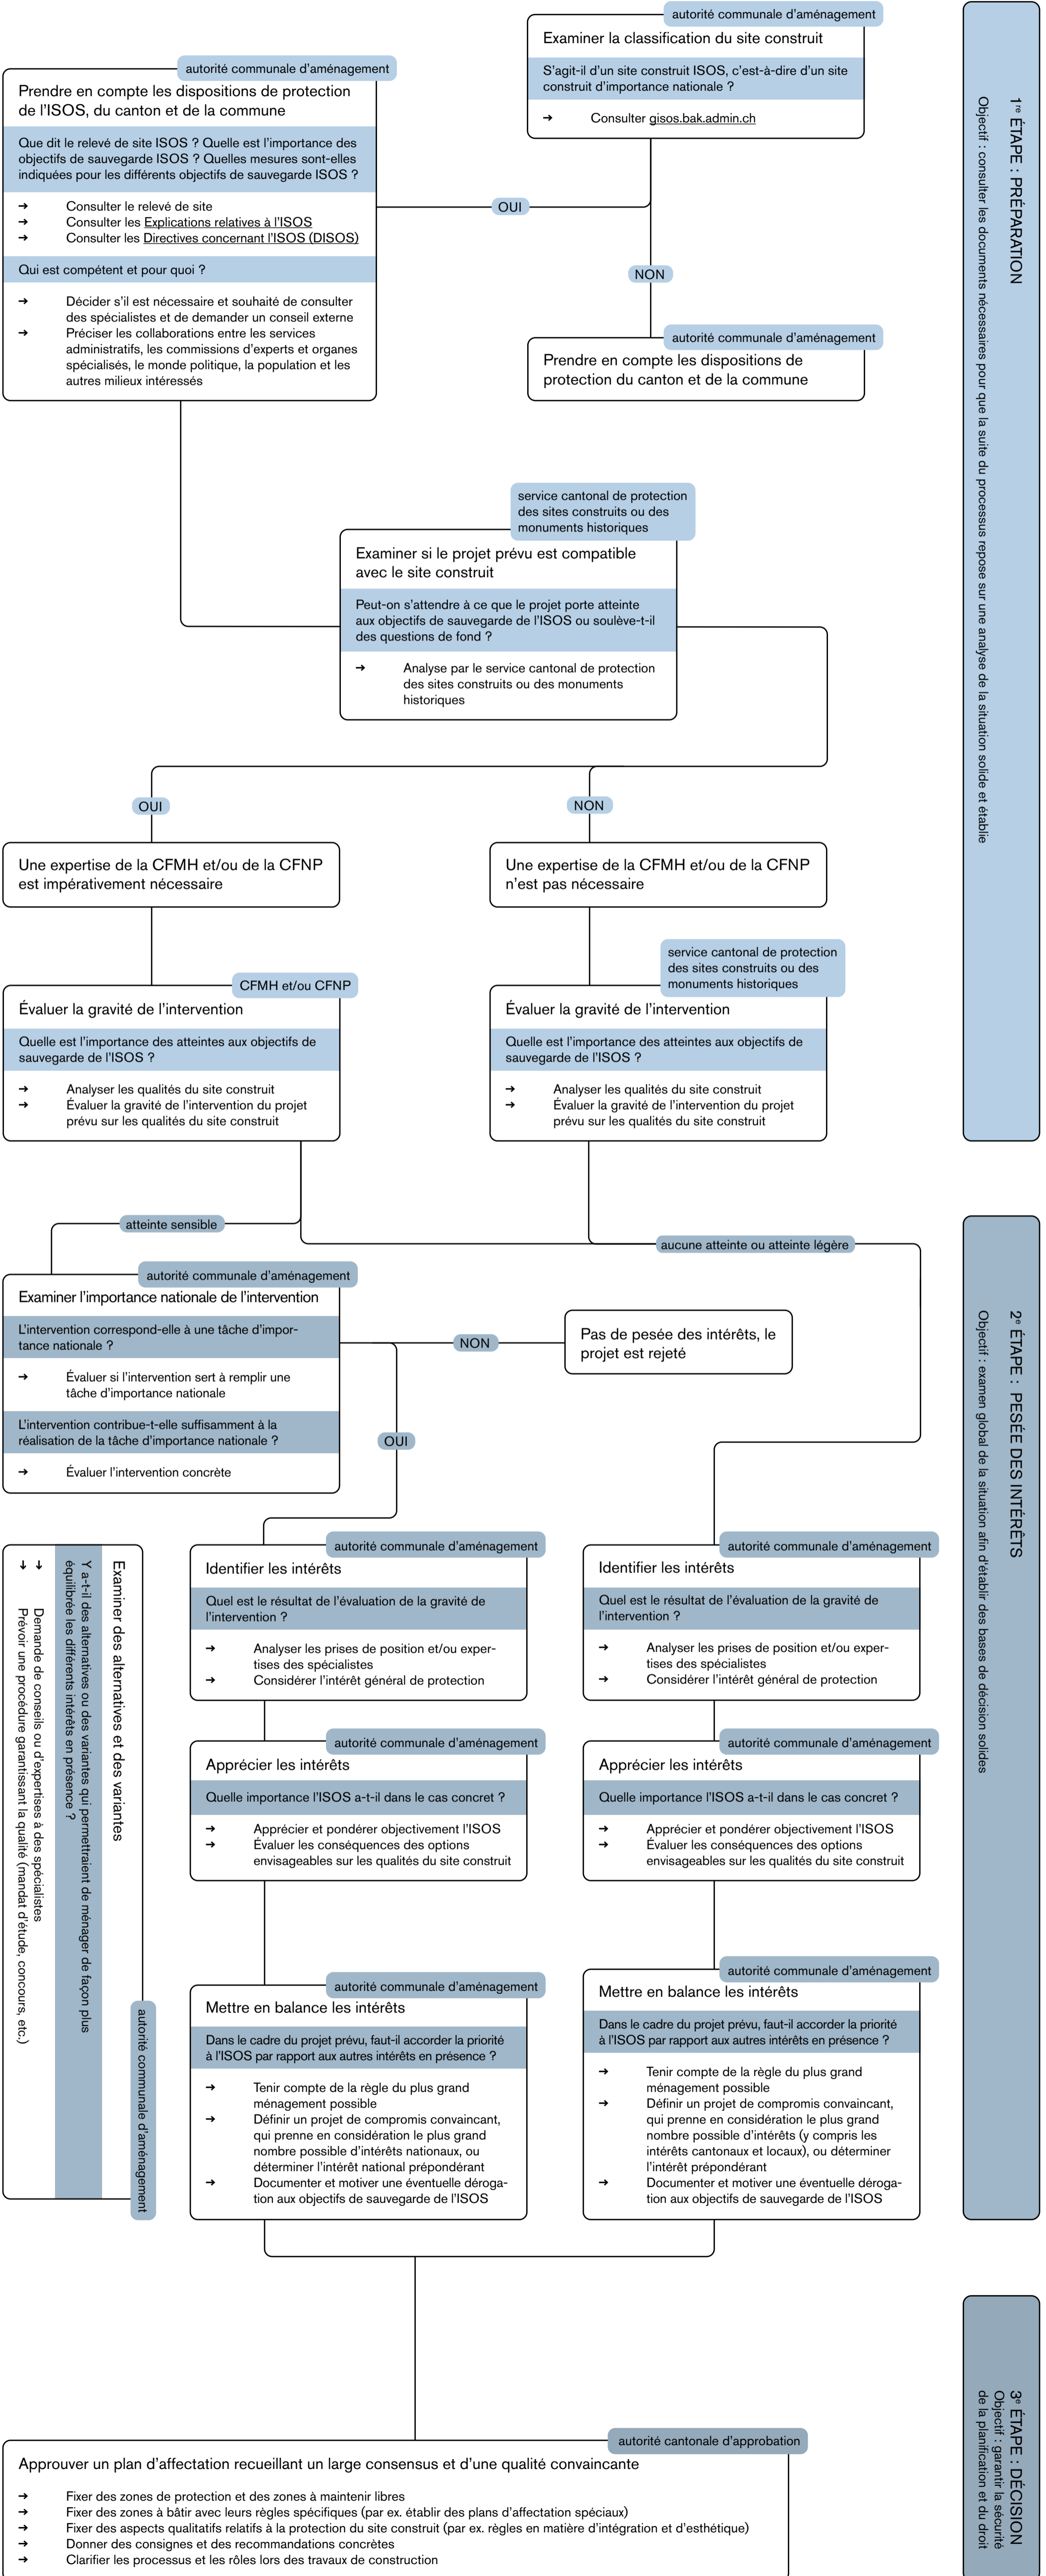 autorité communale d’aménagement
Examiner la classification du site construit
S’agit-il d’un site construit ISOS, c’est-à-dire d’un site
construit d’importance nationale ?
➔ Consulter gisos.bak.admin.ch
autorité communale d’aménagement
Prendre en compte les dispositions de protection
de l’ISOS, du canton et de la commune
Que dit le relevé de site ISOS ? Quelle est l’importance des
objectifs de sauvegarde ISOS ? Quelles mesures sont-elles
indiquées pour les différents objectifs de sauvegarde ISOS ?
➔ Consulter le relevé de site
➔ Consulter les Explications relatives à l’ISOS
➔ Consulter les Directives concernant l’ISOS (DISOS)
Qui est compétent et pour quoi ?
➔ Décider s’il est nécessaire et souhaité de consulter
des spécialistes et de demander un conseil externe
➔ Préciser les collaborations entre les services
administratifs, les commissions d’experts et organes
spécialisés, le monde politique, la population et les
autres milieux intéressés
OUI
NON
autorité communale d’aménagement
Prendre en compte les dispositions de
protection du canton et de la commune
1re ÉTAPE : PRÉPARATION
Objectif : consulter les documents nécessaires pour que la suite du processus repose sur une analyse de la situation solide et établie
service cantonal de protection
des sites construits ou des
monuments historiques
Examiner si le projet prévu est compatible
avec le site construit
Peut-on s’attendre à ce que le projet porte atteinte
aux objectifs de sauvegarde de l’ISOS ou soulève-t-il
des questions de fond ?
➔ Analyse par le service cantonal de protection
des sites construits ou des monuments
historiques
OUI
NON
Une expertise de la CFMH et/ou de la CFNP
est impérativement nécessaire
Une expertise de la CFMH et/ou de la CFNP
n’est pas nécessaire
CFMH et/ou CFNP
Évaluer la gravité de l’intervention
Quelle est l’importance des atteintes aux objectifs de
sauvegarde de l’ISOS ?
➔ Analyser les qualités du site construit
➔ Évaluer la gravité de l’intervention du projet
prévu sur les qualités du site construit
service cantonal de protection
des sites construits ou des
monuments historiques
Évaluer la gravité de l’intervention
Quelle est l’importance des atteintes aux objectifs de
sauvegarde de l’ISOS ?
➔ Analyser les qualités du site construit
➔ Évaluer la gravité de l’intervention du projet
prévu sur les qualités du site construit
atteinte sensible
aucune atteinte ou atteinte légère
2e ÉTAPE : PESÉE DES INTÉRÊTS
Objectif : examen global de la situation afin d’établir des bases de décision solides
autorité communale d’aménagement
Examiner l’importance nationale de l’intervention
L’intervention correspond-elle à une tâche d’impor-
tance nationale ?
➔ Évaluer si l’intervention sert à remplir une
tâche d’importance nationale
L’intervention contribue-t-elle suffisamment à la
réalisation de la tâche d’importance nationale ?
➔ Évaluer l’intervention concrète
NON
Pas de pesée des intérêts, le
projet est rejeté
OUI
autorité communale d’aménagement
Examiner des alternatives et des variantes
Y a-t-il des alternatives ou des variantes qui permettraient de ménager de façon plus
équilibrée les différents intérêts en présence ?
➔ Demande de conseils ou d’expertises à des spécialistes
➔ Prévoir une procédure garantissant la qualité (mandat d’étude, concours, etc.)
autorité communale d’aménagement
Identifier les intérêts
Quel est le résultat de l’évaluation de la gravité de
l’intervention ?
➔ Analyser les prises de position et/ou exper-
tises des spécialistes
➔ Considérer l’intérêt général de protection
autorité communale d’aménagement
Apprécier les intérêts
Quelle importance l’ISOS a-t-il dans le cas concret ?
➔ Apprécier et pondérer objectivement l’ISOS
➔ Évaluer les conséquences des options
envisageables sur les qualités du site construit
autorité communale d’aménagement
Mettre en balance les intérêts
Dans le cadre du projet prévu, faut-il accorder la priorité
à l’ISOS par rapport aux autres intérêts en présence ?
➔ Tenir compte de la règle du plus grand
ménagement possible
➔ Définir un projet de compromis convaincant,
qui prenne en considération le plus grand
nombre possible d’intérêts nationaux, ou
déterminer l’intérêt national prépondérant
➔ Documenter et motiver une éventuelle déroga-
tion aux objectifs de sauvegarde de l’ISOS
autorité communale d’aménagement
Identifier les intérêts
Quel est le résultat de l’évaluation de la gravité de
l’intervention ?
➔ Analyser les prises de position et/ou exper-
tises des spécialistes
➔ Considérer l’intérêt général de protection
autorité communale d’aménagement
Apprécier les intérêts
Quelle importance l’ISOS a-t-il dans le cas concret ?
➔ Apprécier et pondérer objectivement l’ISOS
➔ Évaluer les conséquences des options
envisageables sur les qualités du site construit
autorité communale d’aménagement
Mettre en balance les intérêts
Dans le cadre du projet prévu, faut-il accorder la priorité
à l’ISOS par rapport aux autres intérêts en présence ?
➔ Tenir compte de la règle du plus grand
ménagement possible
➔ Définir un projet de compromis convaincant,
qui prenne en considération le plus grand
nombre possible d’intérêts (y compris les
intérêts cantonaux et locaux), ou déterminer
l’intérêt prépondérant
➔ Documenter et motiver une éventuelle déroga-
tion aux objectifs de sauvegarde de l’ISOS
3e ÉTAPE : DÉCISION
Objectif : garantir la sécurité
de la planification et du droit
autorité cantonale d’approbation
Approuver un plan d’affectation recueillant un large consensus et d’une qualité convaincante
➔ Fixer des zones de protection et des zones à maintenir libres
➔ Fixer des zones à bâtir avec leurs règles spécifiques (par ex. établir des plans d’affectation spéciaux)
➔ Fixer des aspects qualitatifs relatifs à la protection du site construit (par ex. règles en matière d’intégration et d’esthétique)
➔ Donner des consignes et des recommandations concrètes
➔ Clarifier les processus et les rôles lors des travaux de construction